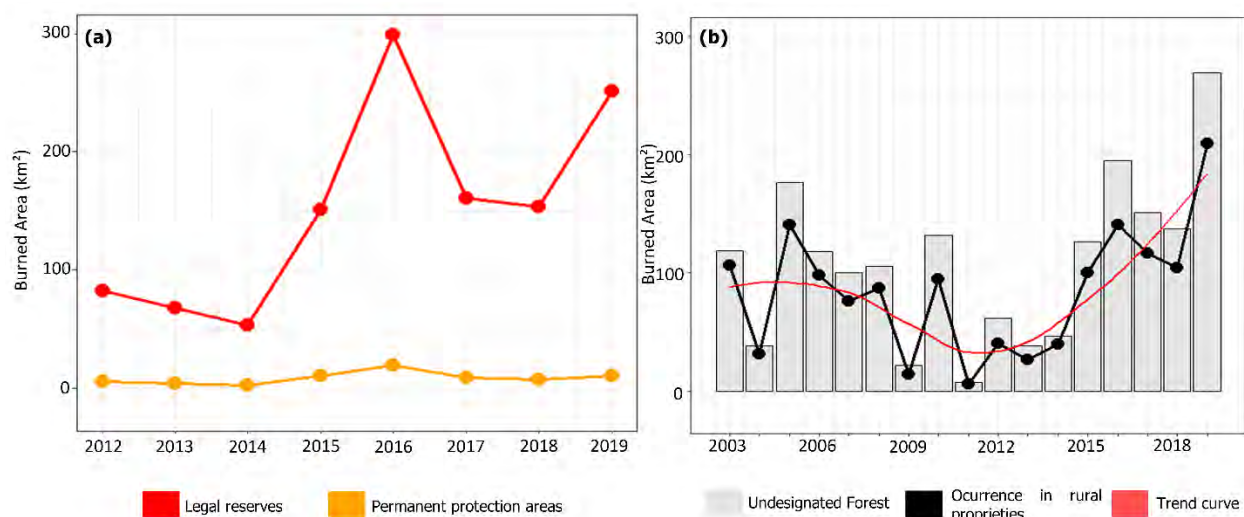 (a)
Burned Area (km²)
300
200
100
0
2012 2013 2014 2015 2016 2017 2018 2019
Legal reserves Permanent protection areas
(b)
Burned Area (km²)
300
200
100
0
2003 2006 2009 2012 2015 2018
Undesignated Forest Ocurrence in rural
proprieties Trend curve